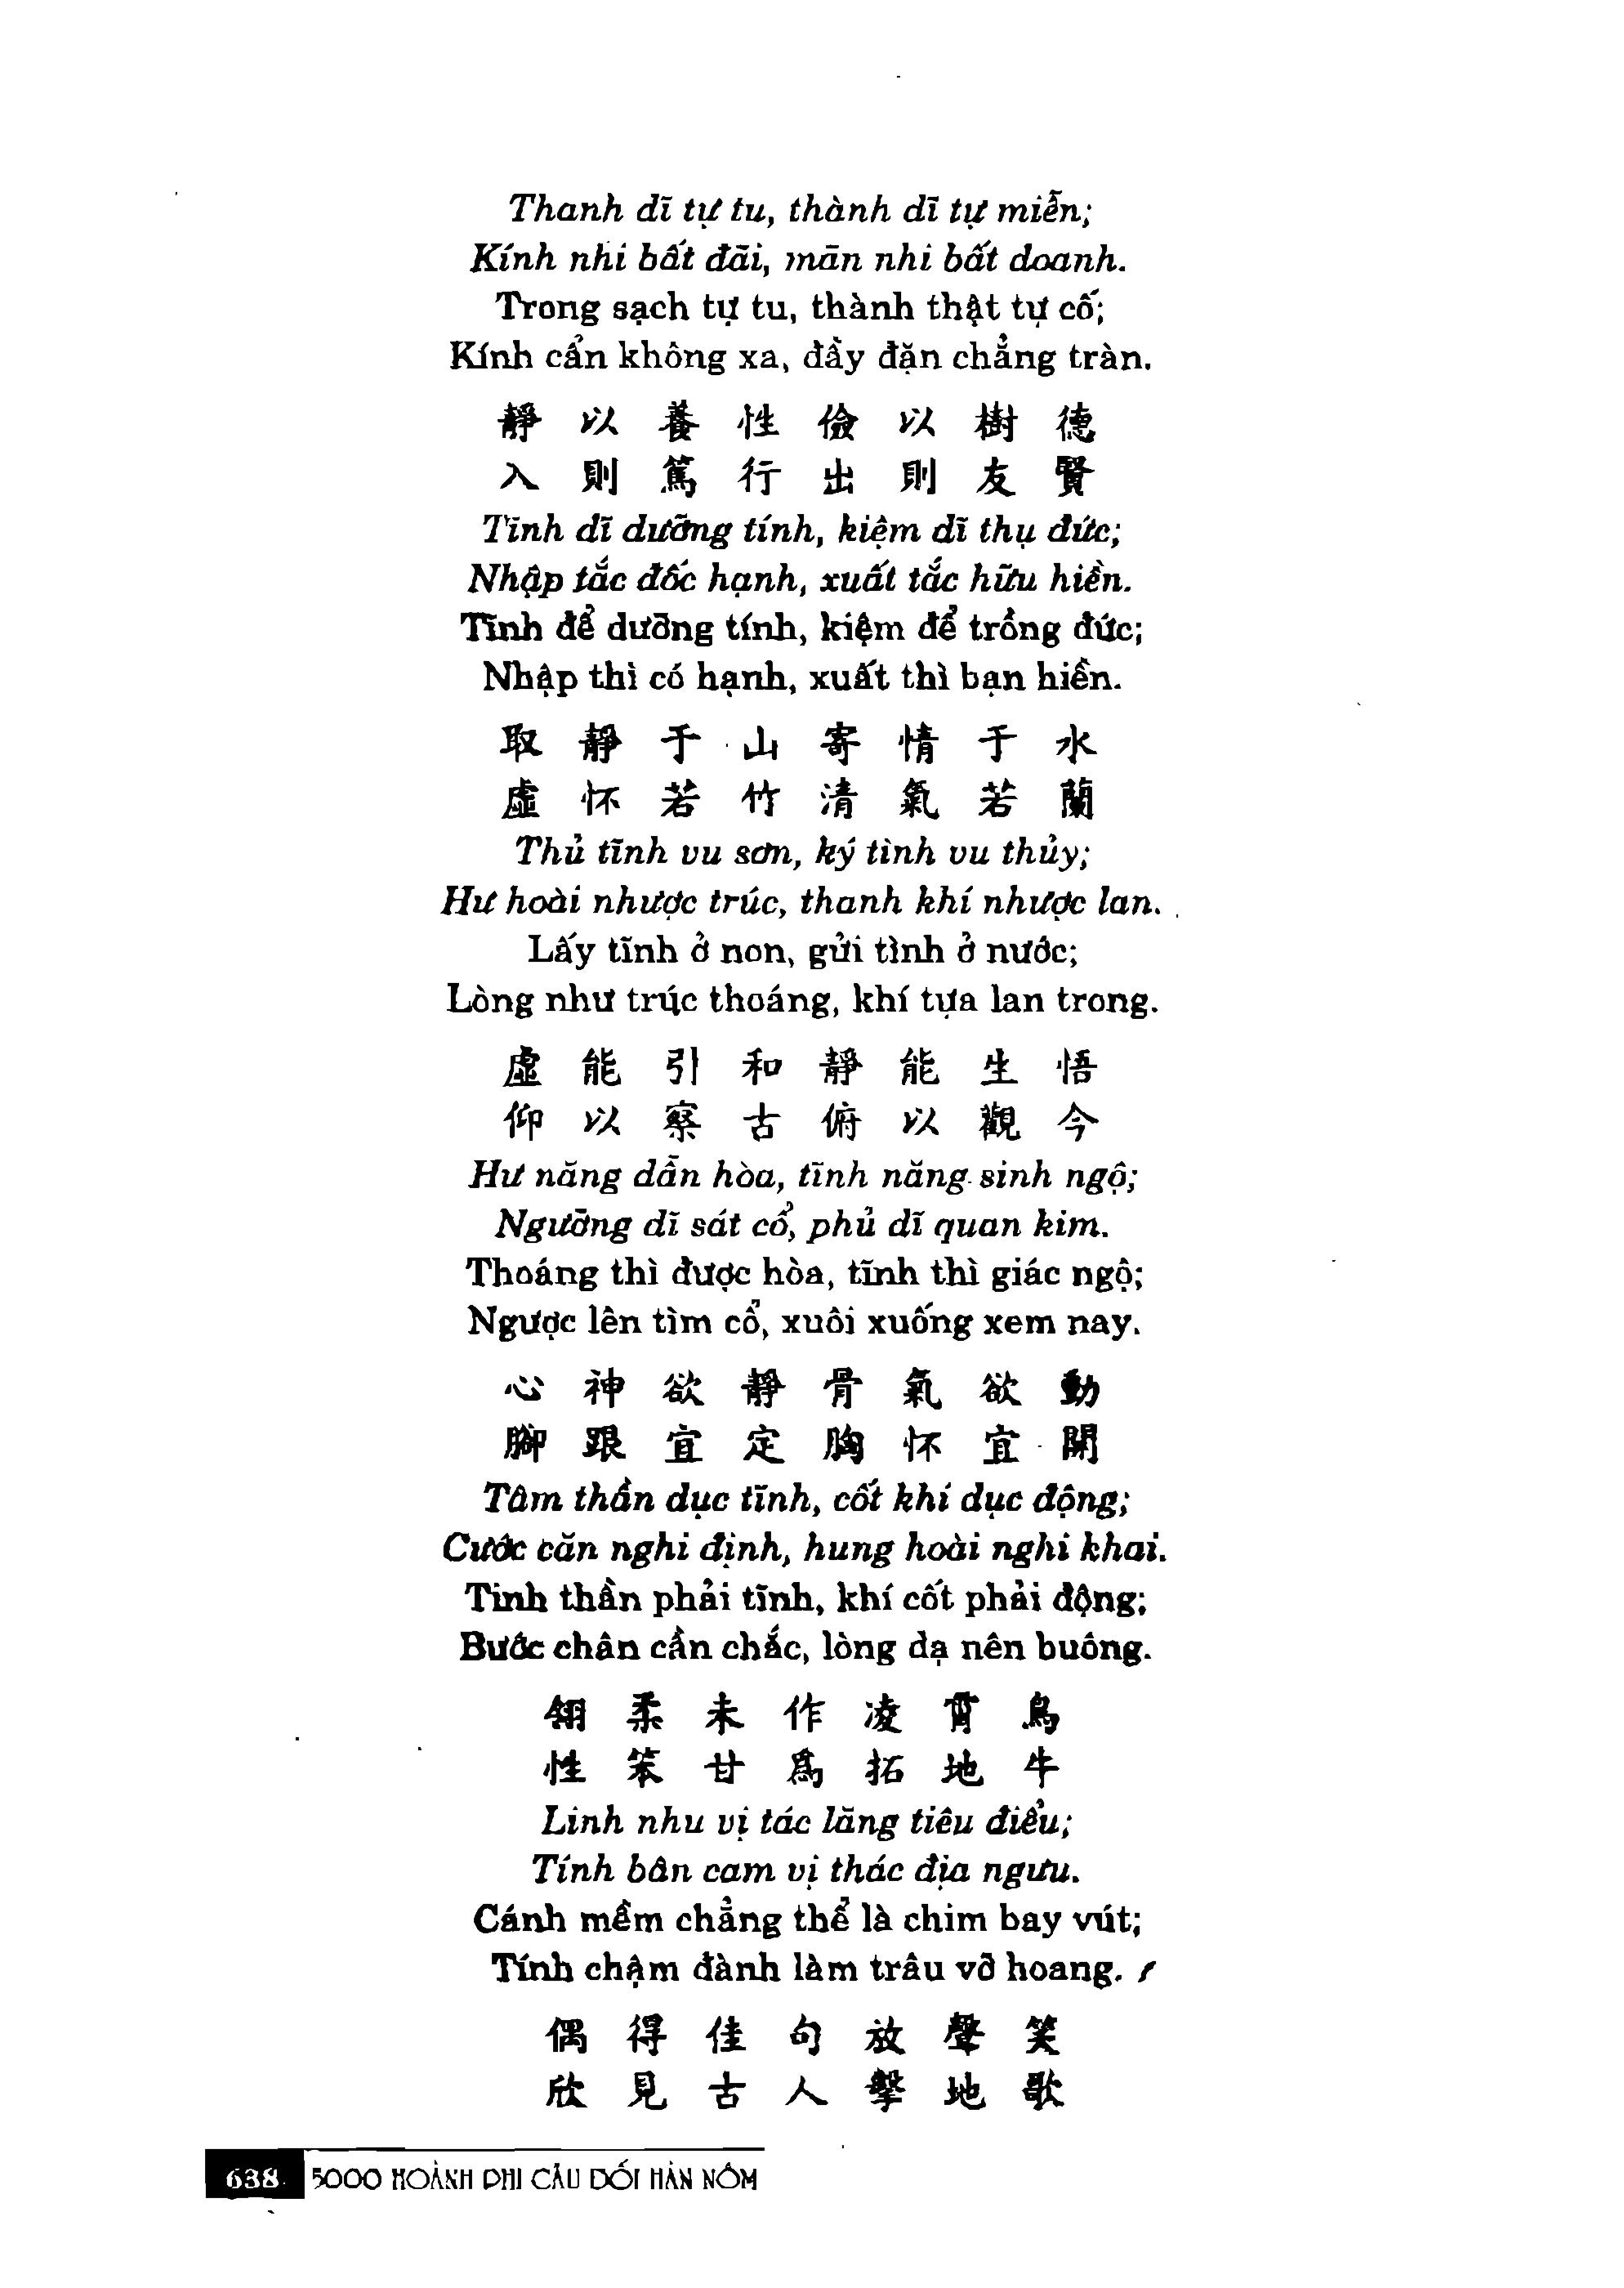 Thanh dĩ tự tu, thành dĩ tự miễn;
Kính nhi bất đãi, mãn nhi bất doanh.
Trong sạch tự tu, thành thật tự cố;
Kính cẩn không xa, đầy đặn chẳng tràn.
靜 以 養 性 儉 以 樹 德
入 則 篤 行 出 則 友 賢
Tĩnh dĩ dưỡng tính, kiệm dĩ thụ đức;
Nhập tắc đốc hạnh, xuất tắc hữu hiền.
Tĩnh để dưỡng tính, kiệm để trồng đức;
Nhập thì có hạnh, xuất thì bạn hiền.
取 靜 于 山 寄 情 于 水
虛 怀 若 竹 清 氣 若 蘭
Thủ tĩnh vu sơn, ký tình vu thủy;
Hư hoài nhược trúc, thanh khí nhược lan.
Lấy tĩnh ở non, gửi tình ở nước;
Lòng như trúc thoáng, khí tựa lan trong.
虛 能 引 和 靜 能 生 悟
仰 以 察 古 俯 以 觀 今
Hư năng dẫn hòa, tĩnh năng sinh ngộ;
Ngưỡng dĩ sát cổ, phủ dĩ quan kim.
Thoáng thì được hòa, tĩnh thì giác ngộ;
Ngược lên tìm cổ, xuôi xuống xem nay.
心 神 欲 靜 骨 氣 欲 動
腳 跟 宜 定 胸 怀 宜 開
Tâm thần dục tĩnh, cốt khí dục động;
Cước căn nghi định, hung hoài nghi khai.
Tinh thần phải tĩnh, khí cốt phải động;
Bước chân cần chắc, lòng dạ nên buông.
翎 柔 未 作 凌 霄 鳥
性 笨 甘 爲 拓 地 牛
Linh nhu vị tác lăng tiêu điểu;
Tính bân cam vị thác địa ngưu.
Cánh mềm chẳng thể là chim bay vút;
Tính chậm đành làm trâu vỡ hoang.
偶 得 佳 句 放 聲 笑
欣 見 古 人 擊 地 歌
638 5000 HOÀNH PHI CÂU ĐỐI HÁN NÔM